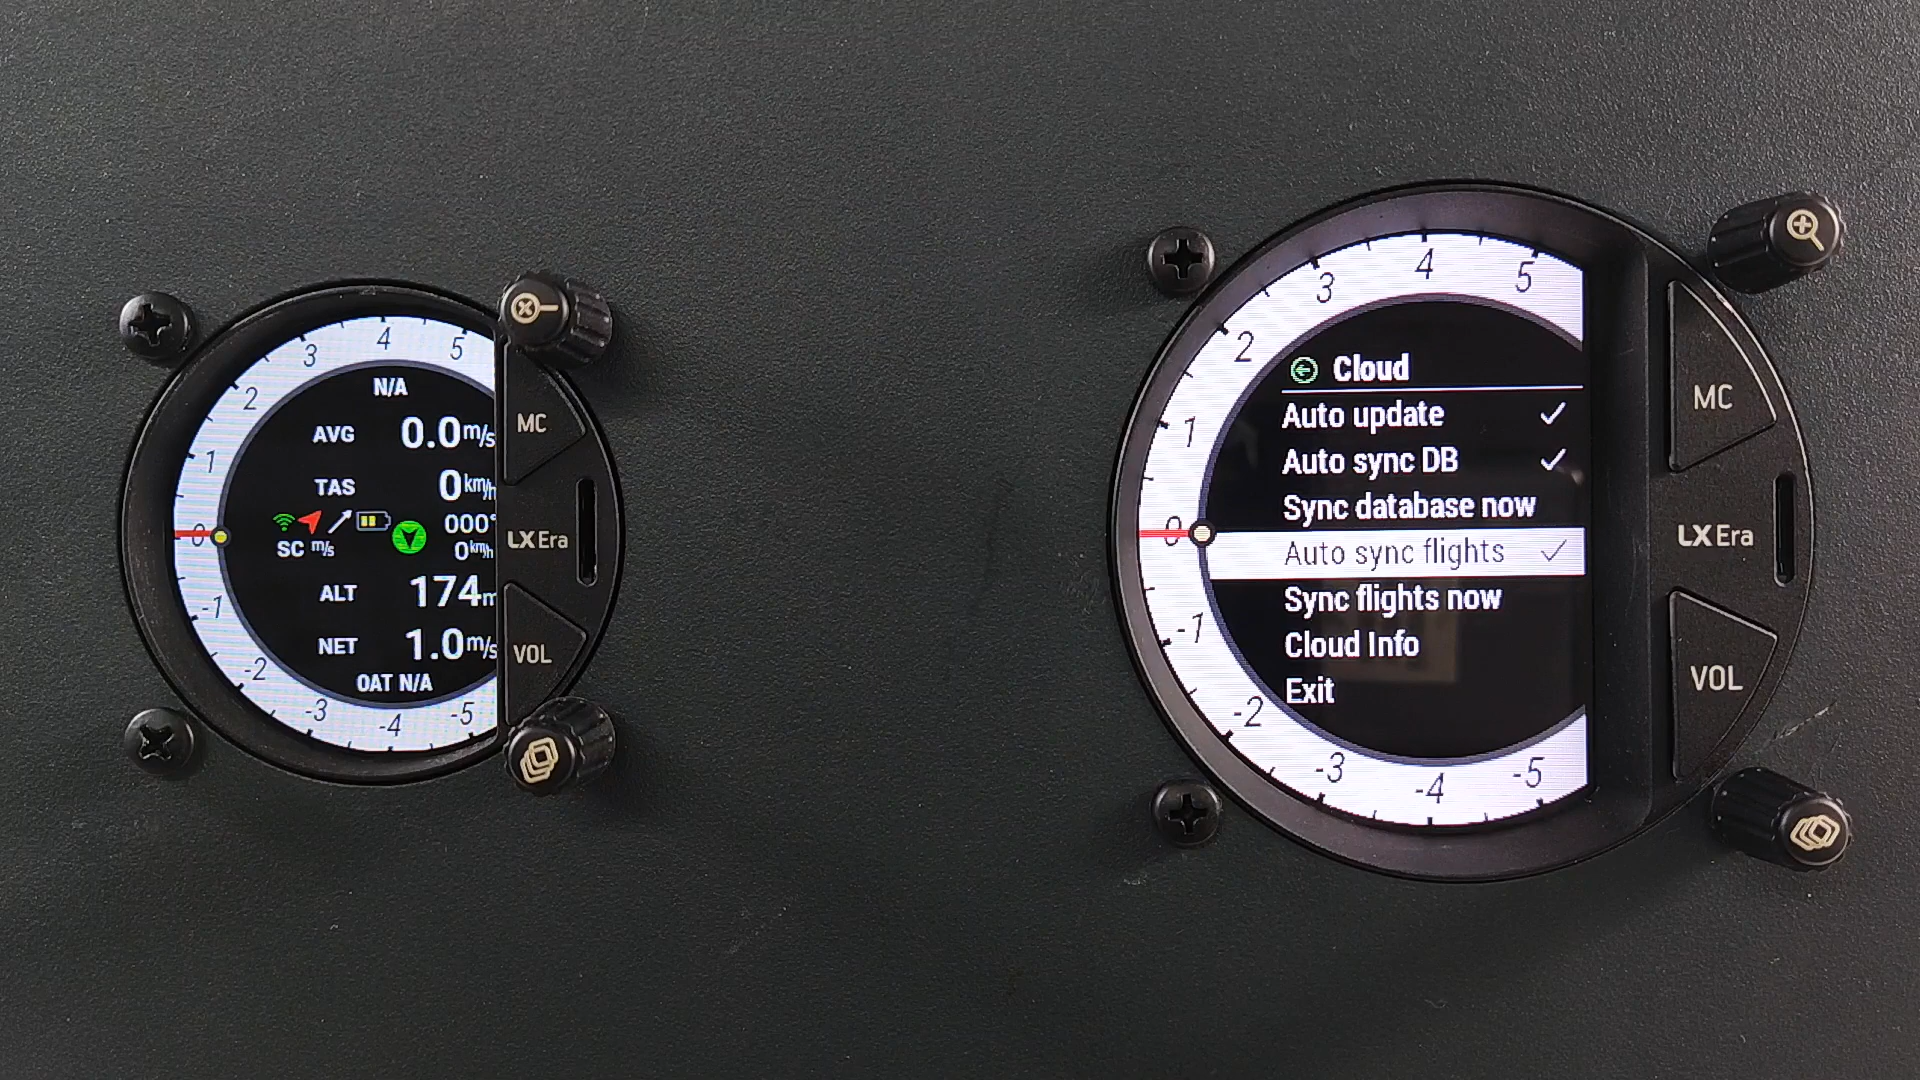 5
4
3
2
1
0
-1
-2
-3
-4
-5
N/A
AVG 0.0m/s
TAS 0km/h
000°
0km/h
SC m/s
ALT 174m
NET 1.0m/s
OAT N/A
MC
LX Era
VOL
5
4
3
2
1
0
-1
-2
-3
-4
-5
Cloud
Auto update
Auto sync DB
Sync database now
Auto sync flights
Sync flights now
Cloud Info
Exit
MC
LX Era
VOL